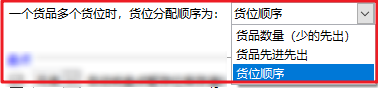 一个货品多个货位时，货位分配顺序为： 货位顺序
货品数量（少的先出）
货品先进先出
货位顺序